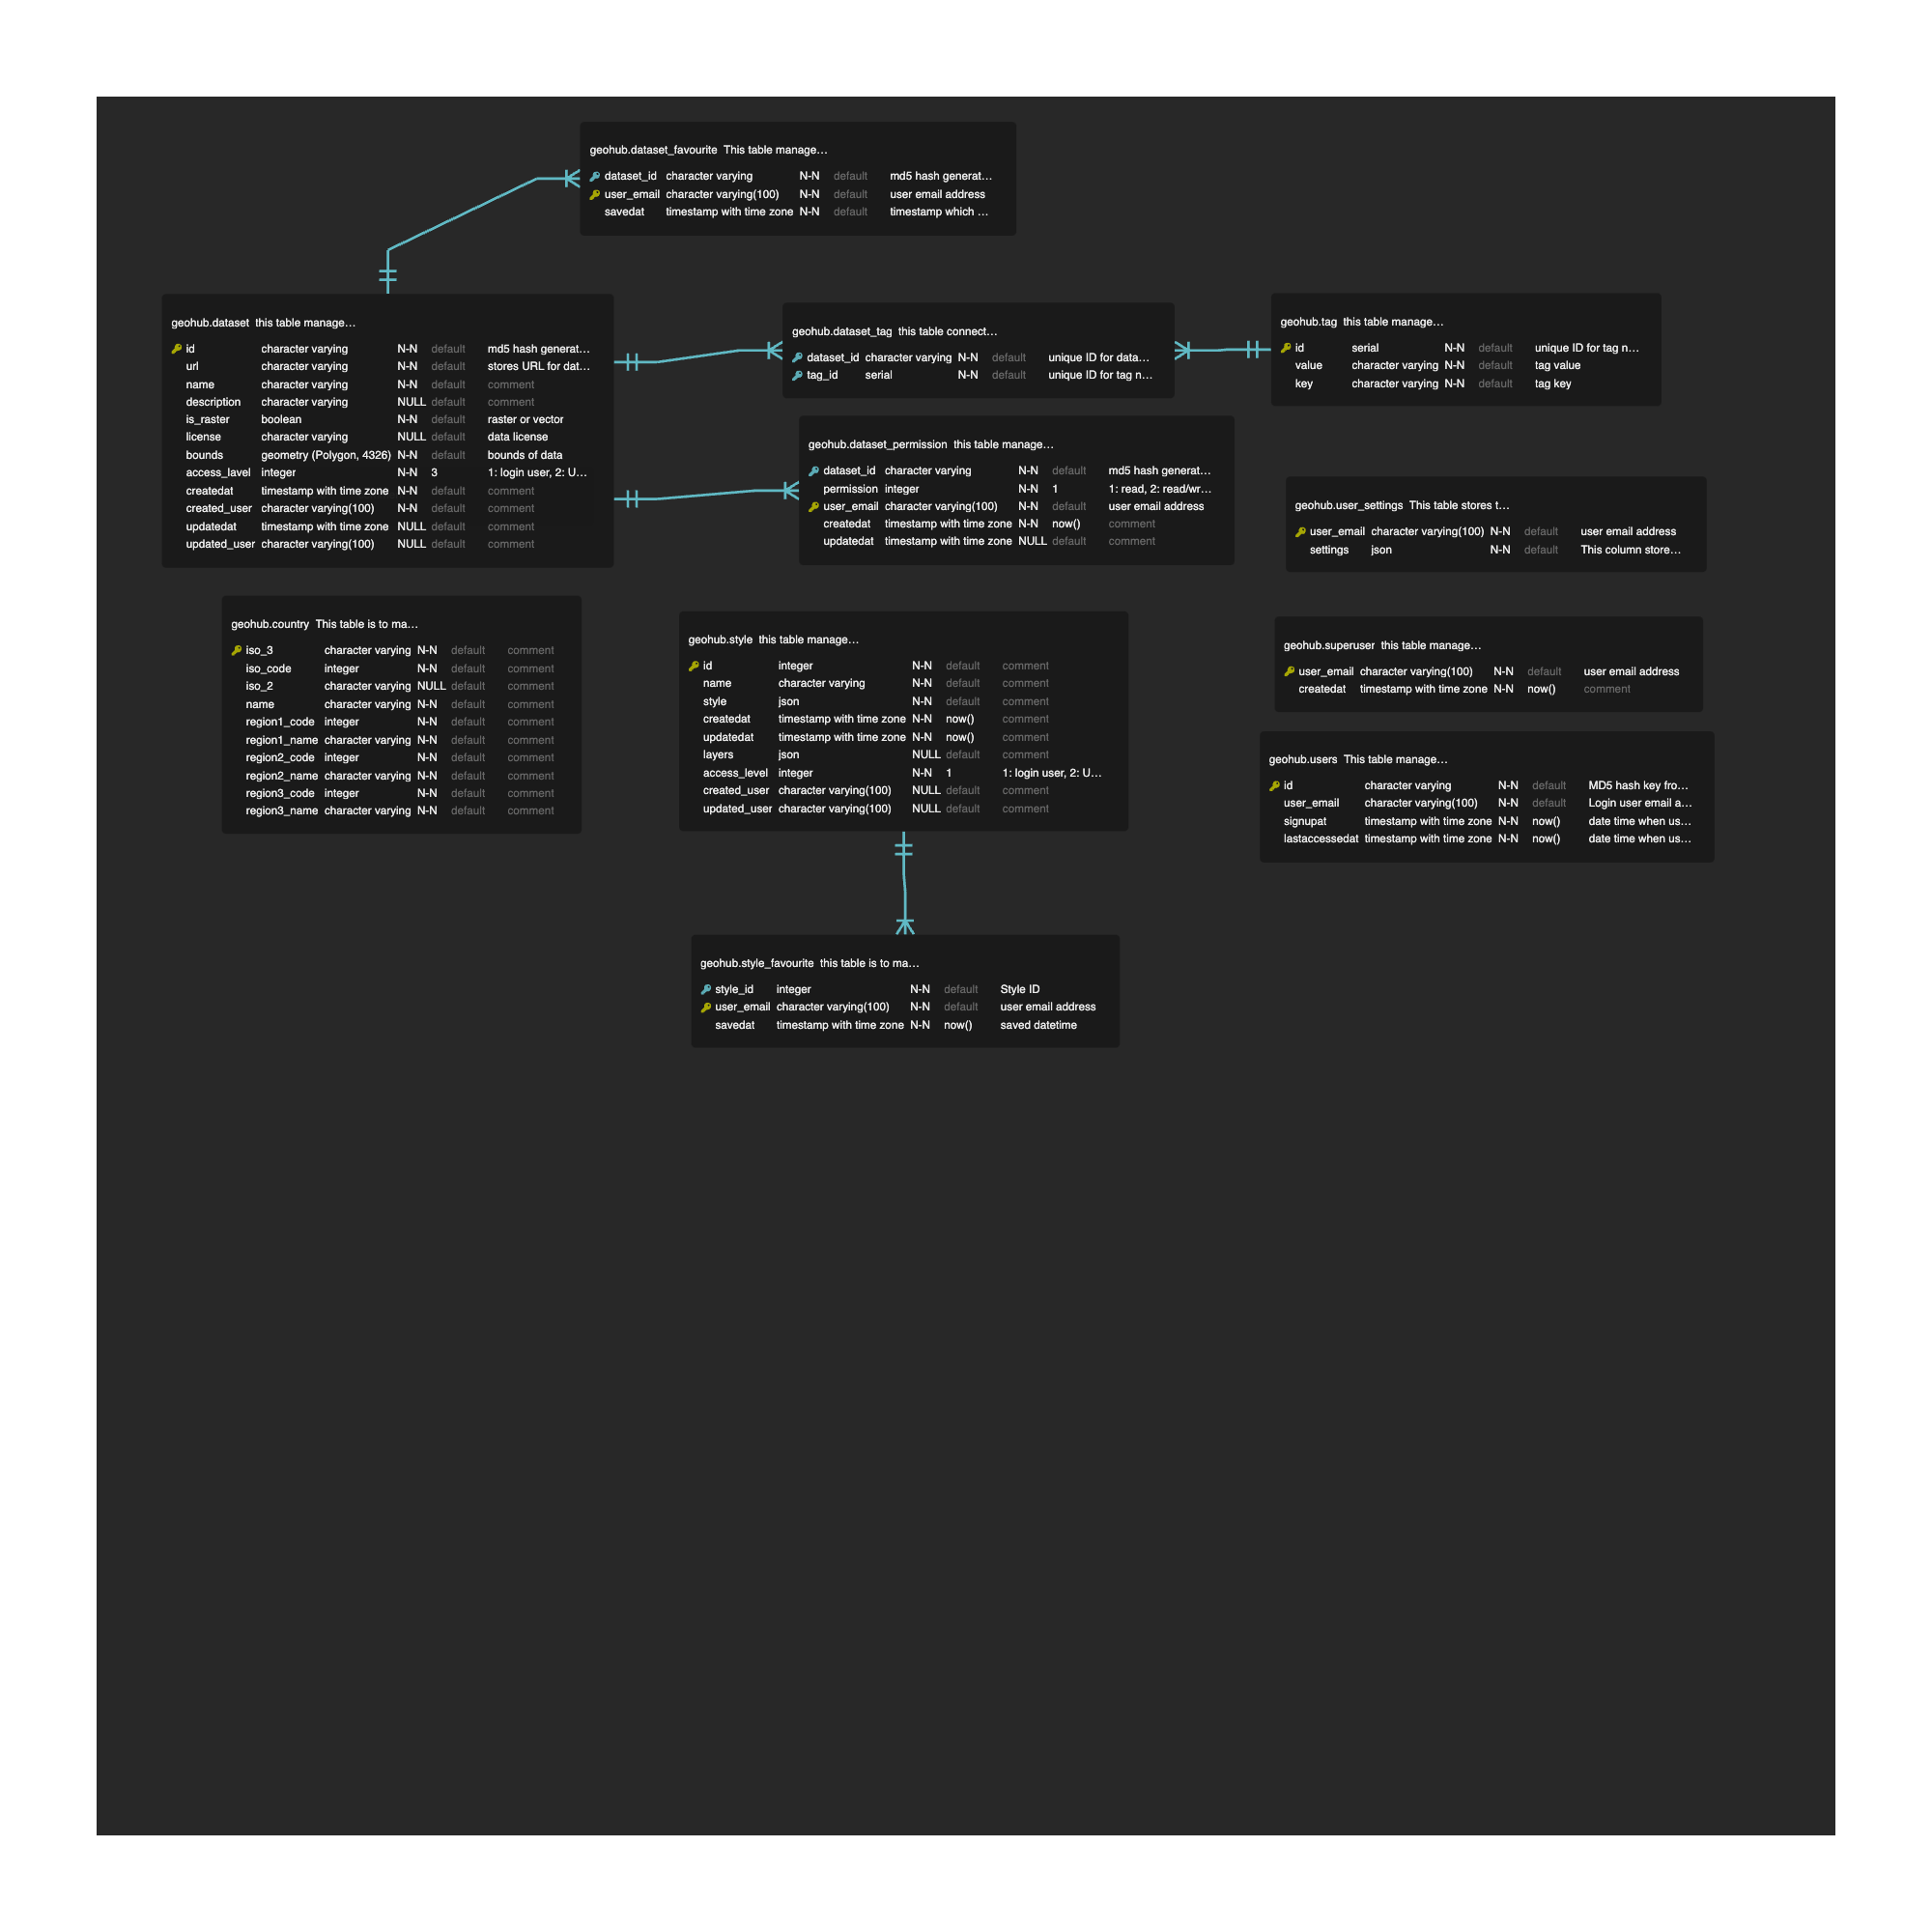 geohub.dataset_favourite This table manage...
dataset_id character varying N-N default md5 hash generat...
user_email character varying(100) N-N default user email address
savedat timestamp with time zone N-N default timestamp which ...
geohub.dataset this table manage...
id character varying N-N default md5 hash generat...
url character varying N-N default stores URL for dat...
name character varying N-N default comment
description character varying NULL default comment
is_raster boolean N-N default raster or vector
license character varying NULL default data license
bounds geometry (Polygon, 4326) N-N default bounds of data
access_lavel integer N-N 3 1: login user, 2: U...
createdat timestamp with time zone N-N default comment
created_user character varying(100) N-N default comment
updatedat timestamp with time zone NULL default comment
updated_user character varying(100) NULL default comment
geohub.dataset_tag this table connect...
dataset_id character varying N-N default unique ID for data...
tag_id serial N-N default unique ID for tag n...
geohub.tag this table manage...
id serial N-N default unique ID for tag n...
value character varying N-N default tag value
key character varying N-N default tag key
geohub.dataset_permission this table manage...
dataset_id character varying N-N default md5 hash generat...
permission integer N-N 1 1: read, 2: read/wr...
user_email character varying(100) N-N default user email address
createdat timestamp with time zone N-N now() comment
updatedat timestamp with time zone NULL default comment
geohub.user_settings This table stores t...
user_email character varying(100) N-N default user email address
settings json N-N default This column store...
geohub.country This table is to ma...
iso_3 character varying N-N default comment
iso_code integer N-N default comment
iso_2 character varying NULL default comment
name character varying N-N default comment
region1_code integer N-N default comment
region1_name character varying N-N default comment
region2_code integer N-N default comment
region2_name character varying N-N default comment
region3_code integer N-N default comment
region3_name character varying N-N default comment
geohub.style this table manage...
id integer N-N default comment
name character varying N-N default comment
style json N-N default comment
createdat timestamp with time zone N-N now() comment
updatedat timestamp with time zone N-N now() comment
layers json NULL default comment
access_level integer N-N 1 1: login user, 2: U...
created_user character varying(100) NULL default comment
updated_user character varying(100) NULL default comment
geohub.superuser this table manage...
user_email character varying(100) N-N default user email address
createdat timestamp with time zone N-N now() comment
geohub.users This table manage...
id character varying N-N default MD5 hash key fro...
user_email character varying(100) N-N default Login user email a...
signupat timestamp with time zone N-N now() date time when us...
lastaccessedat timestamp with time zone N-N now() date time when us...
geohub.style_favourite this table is to ma...
style_id integer N-N default Style ID
user_email character varying(100) N-N default user email address
savedat timestamp with time zone N-N now() saved datetime